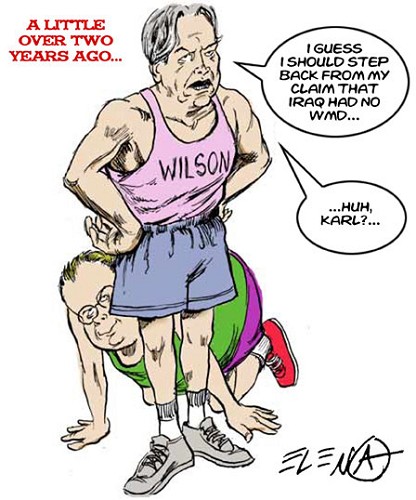 A LITTLE
OVER TWO
YEARS AGO...
I GUESS
I SHOULD STEP
BACK FROM MY
CLAIM THAT
IRAQ HAD NO
WMD...
WILSON
...HUH,
KARL?...
ELENA